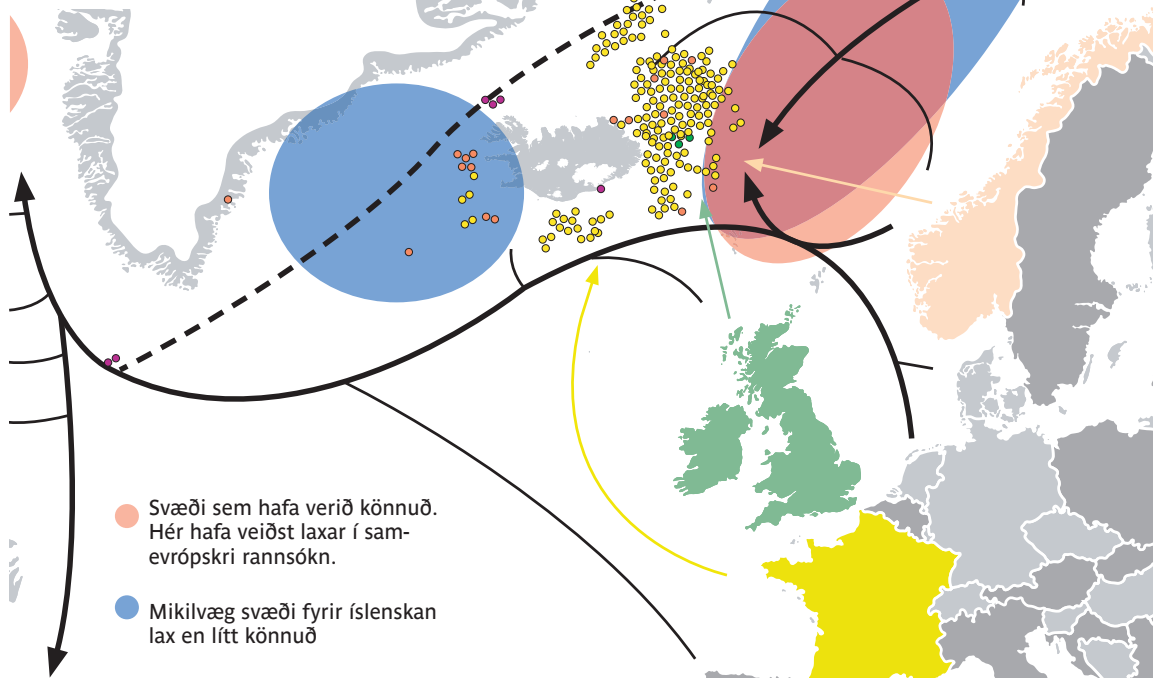 Svæði sem hafa verið könnuð.
Hér hafa veiðst laxar í sam-
evrópskri rannsókn.
Mikilvæg svæði fyrir íslenskan
lax en lítt könnuð